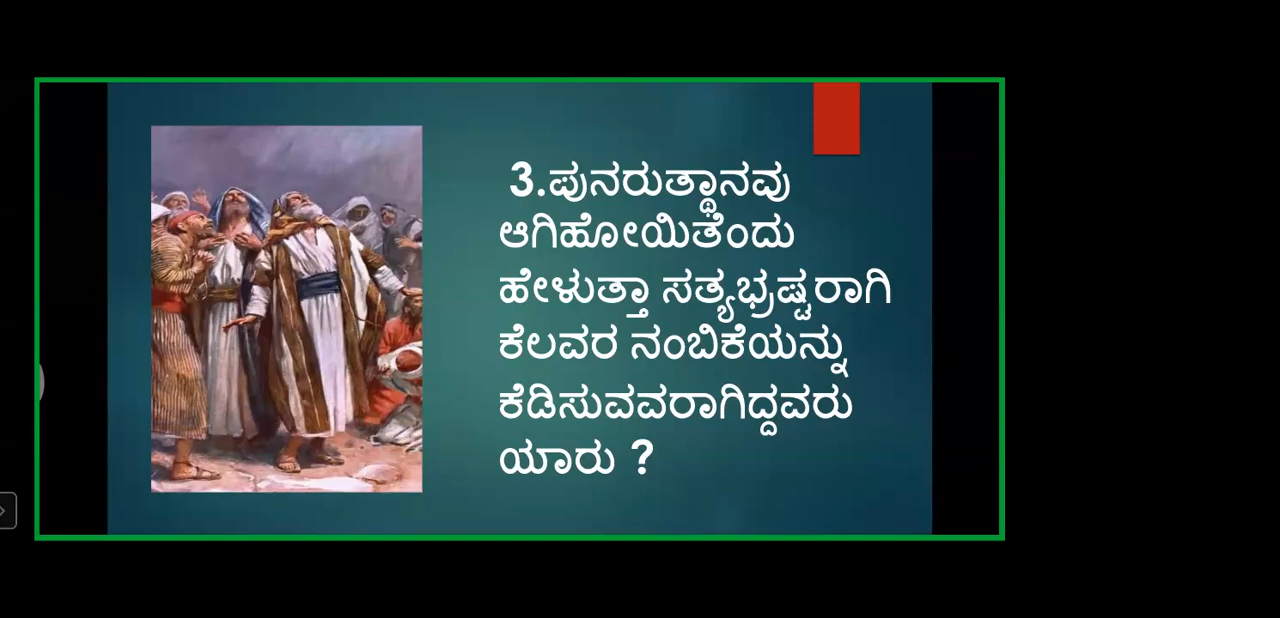 3.ಪುನರುತ್ಥಾನವು
ಆಗಿಹೋಯಿತೆಂದು
ಹೇಳುತ್ತಾ ಸತ್ಯಭ್ರಷ್ಟರಾಗಿ
ಕೆಲವರ ನಂಬಿಕೆಯನ್ನು
ಕೆಡಿಸುವವರಾಗಿದ್ದವರು
ಯಾರು ?